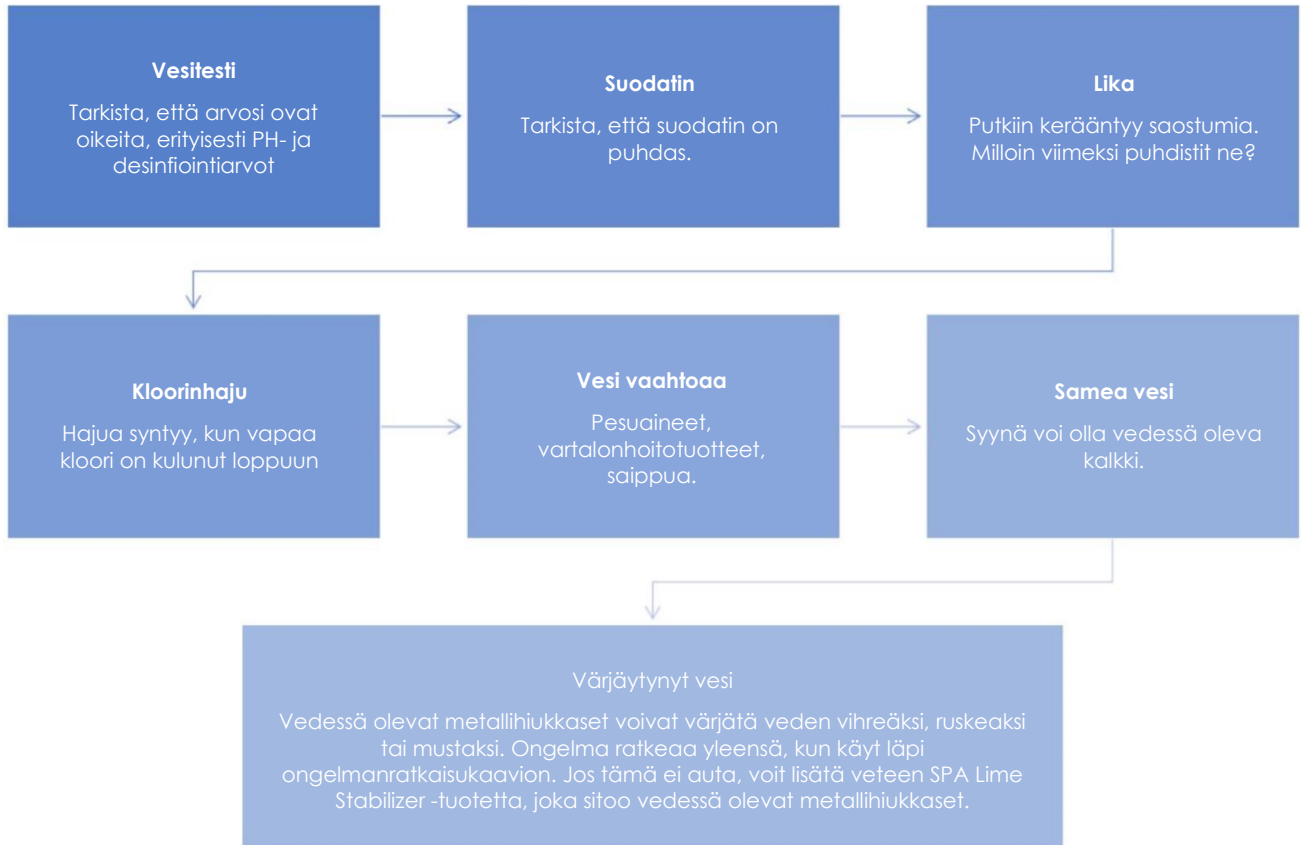 Vesitesti
Tarkista, että arvosi ovat
oikeita, erityisesti PH- ja
desinfiointiarvot
Suodatin
Tarkista, että suodatin on
puhdas.
Lika
Putkiin kerääntyy saostumia.
Milloin viimeksi puhdistit ne?
Kloorinhaju
Hajua syntyy, kun vapaa
kloori on kulunut loppuun
Vesi vaahtoaa
Pesuaineet,
vartalonhoitotuotteet,
saippua.
Samea vesi
Syynä voi olla vedessä oleva
kalkki.
Värjäytynyt vesi
Vedessä olevat metallihiukkaset voivat värjätä veden vihreäksi, ruskeaksi
tai mustaksi. Ongelma ratkeaa yleensä, kun käyt läpi
ongelmanratkaisukaavion. Jos tämä ei auta, voit lisätä veteen SPA Lime
Stabilizer -tuotetta, joka sitoo vedessä olevat metallihiukkaset.